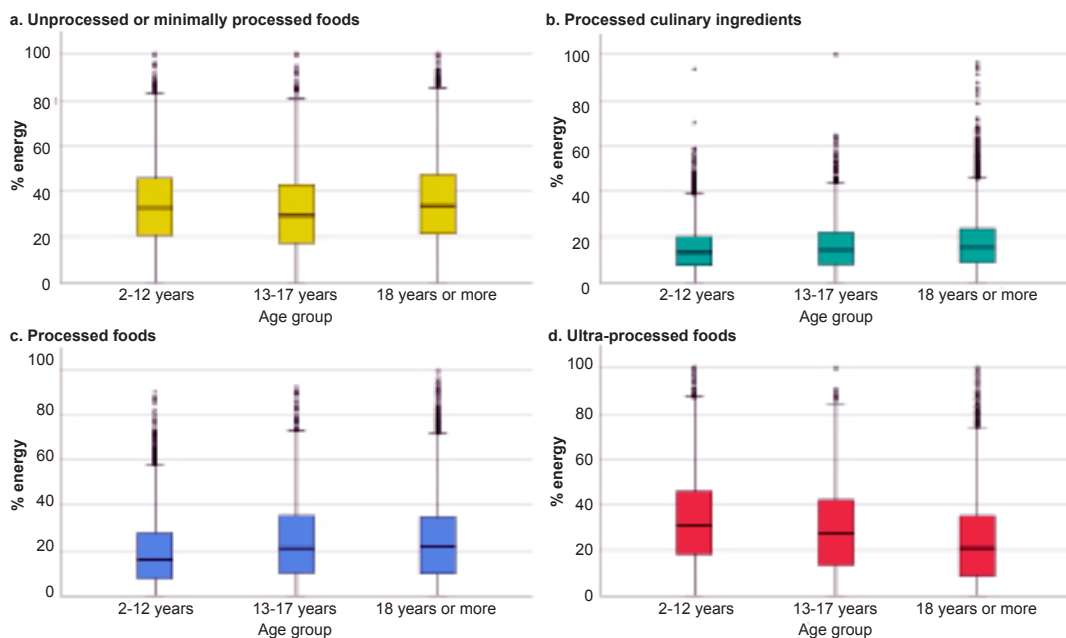 a. Unprocessed or minimally processed foods
% energy
100
80
60
40
20
0
2-12 years 13-17 years 18 years or more
Age group
b. Processed culinary ingredients
% energy
100
80
60
40
20
0
2-12 years 13-17 years 18 years or more
Age group
c. Processed foods
% energy
100
80
60
40
20
0
2-12 years 13-17 years 18 years or more
Age group
d. Ultra-processed foods
% energy
100
80
60
40
20
0
2-12 years 13-17 years 18 years or more
Age group